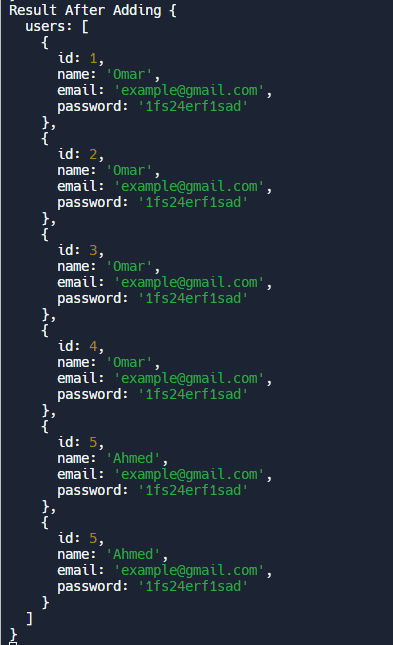 Result After Adding {
  users: [
    {
      id: 1,
      name: 'Omar',
      email: 'example@gmail.com',
      password: '1fs24erf1sad'
    },
    {
      id: 2,
      name: 'Omar',
      email: 'example@gmail.com',
      password: '1fs24erf1sad'
    },
    {
      id: 3,
      name: 'Omar',
      email: 'example@gmail.com',
      password: '1fs24erf1sad'
    },
    {
      id: 4,
      name: 'Omar',
      email: 'example@gmail.com',
      password: '1fs24erf1sad'
    },
    {
      id: 5,
      name: 'Ahmed',
      email: 'example@gmail.com',
      password: '1fs24erf1sad'
    },
    {
      id: 5,
      name: 'Ahmed',
      email: 'example@gmail.com',
      password: '1fs24erf1sad'
    }
  ]
}